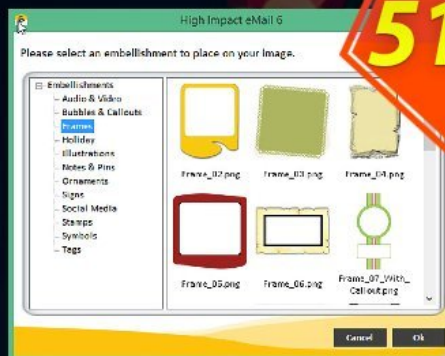 High Impact eMail 6
51
Please select an embellishment to place on your image.
Embellishments
Audio & Video
Bubbles & Callouts
Frames
Holiday
Illustrations
Notes & Pins
Ornaments
Signs
Social Media
Stamps
Symbols
Tags
Frame_02.png
Frame_03.png
Frame_04.png
Frame_05.png
Frame_06.png
Frame_07_With_
Callout.png
Cancel
Ok